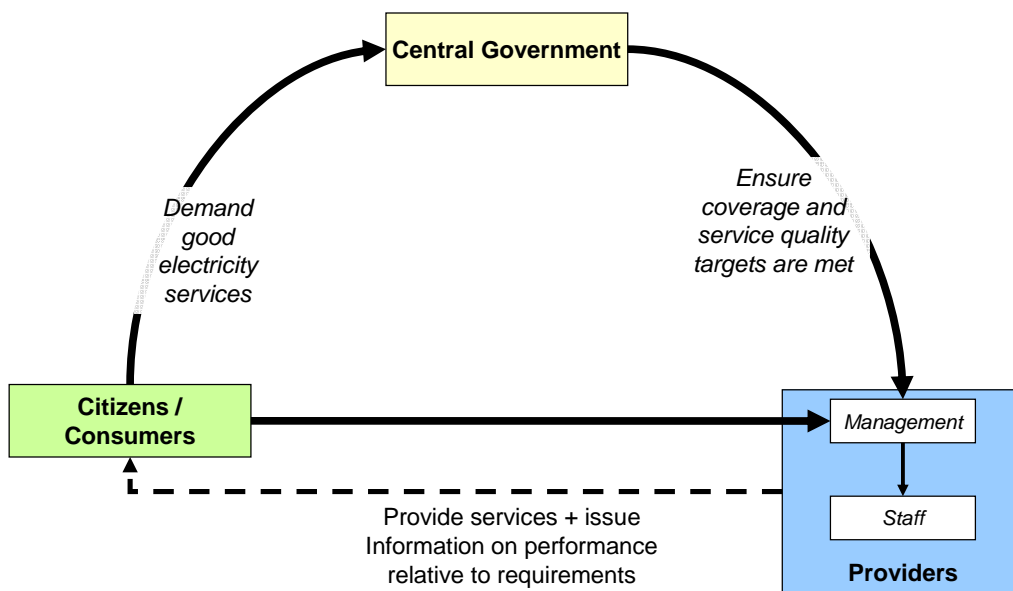 Central Government
Demand
good
electricity
services
Ensure
coverage and
service quality
targets are met
Citizens /
Consumers
Management
Staff
Providers
Provide services + issue
Information on performance
relative to requirements